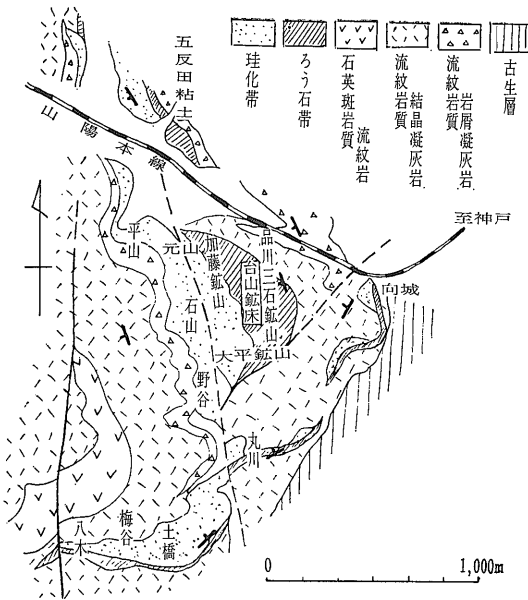 珪化帯
ろう石帯
石英斑岩質
流紋岩
流紋岩質
結晶凝灰岩
流紋岩質
岩屑凝灰岩
古生層
五反田粘土
山陽本線
至神戸
向城
平山
元山
加藤鉱山
石山
台山鉱床
品川三石鉱山
大平鉱山
野谷
丸川
梅谷
土橋
八木
0 1,000m